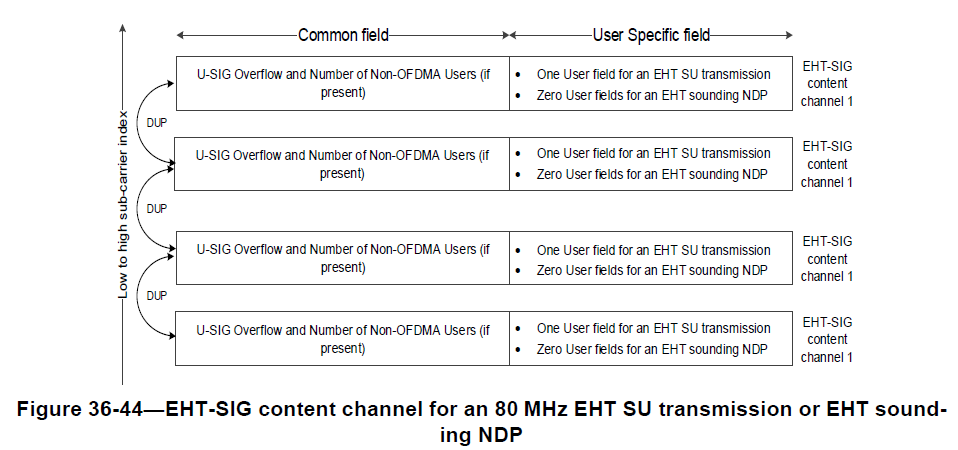 Common field
User Specific field
U-SIG Overflow and Number of Non-OFDMA Users (if
present)
• One User field for an EHT SU transmission
• Zero User fields for an EHT sounding NDP
EHT-SIG
content
channel 1
DUP
U-SIG Overflow and Number of Non-OFDMA Users (if
present)
• One User field for an EHT SU transmission
• Zero User fields for an EHT sounding NDP
EHT-SIG
content
channel 1
DUP
U-SIG Overflow and Number of Non-OFDMA Users (if
present)
• One User field for an EHT SU transmission
• Zero User fields for an EHT sounding NDP
EHT-SIG
content
channel 1
DUP
U-SIG Overflow and Number of Non-OFDMA Users (if
present)
• One User field for an EHT SU transmission
• Zero User fields for an EHT sounding NDP
EHT-SIG
content
channel 1
Low to high sub-carrier index
Figure 36-44—EHT-SIG content channel for an 80 MHz EHT SU transmission or EHT sound-
ing NDP